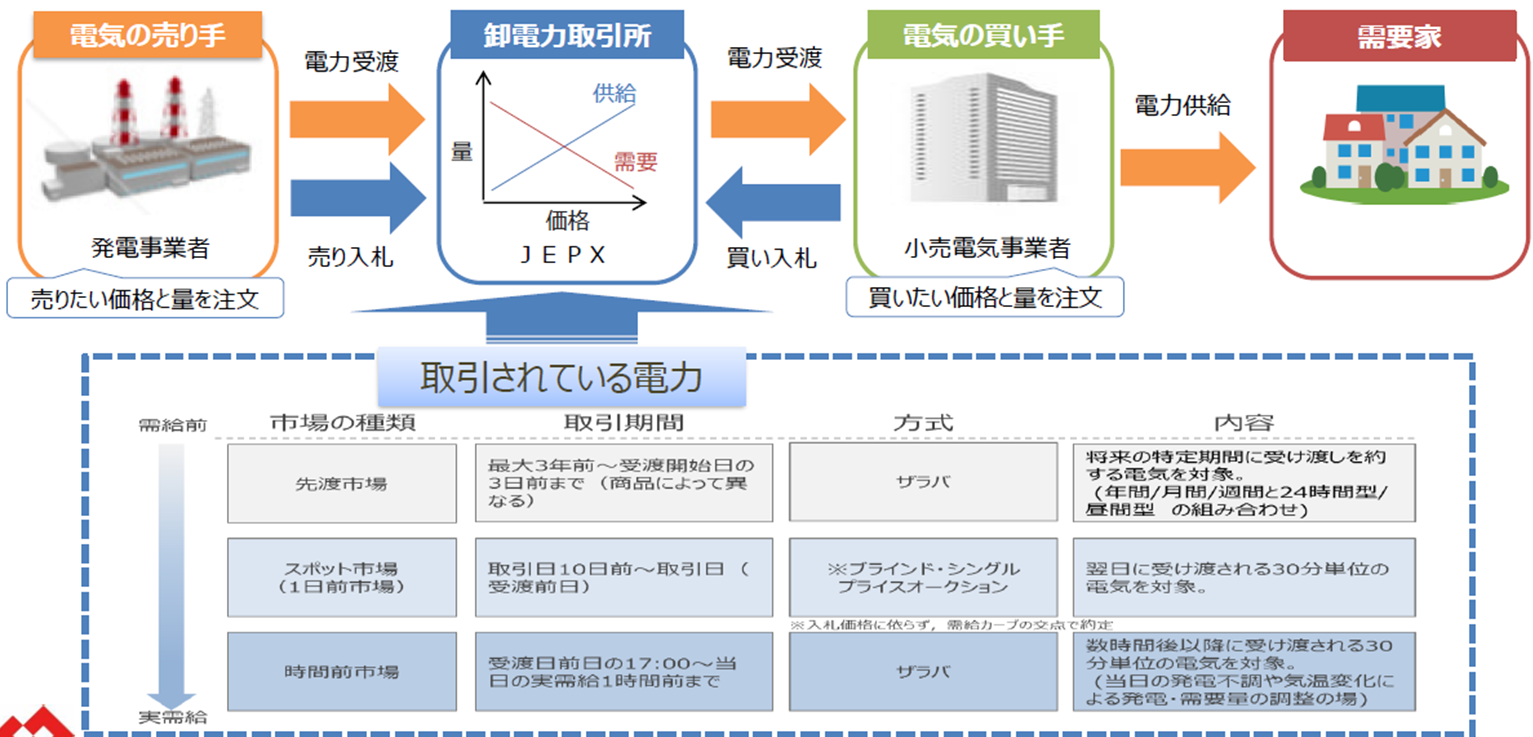 電気の売り手
卸電力取引所
電気の買い手
需要家
電力受渡
電力受渡
電力供給
供給
需要
量
価格
ＪＥＰＸ
発電事業者
小売電気事業者
売り入札
買い入札
売りたい価格と量を注文
買いたい価格と量を注文
取引されている電力
需給前
市場の種類
取引期間
方式
内容
先渡市場
最大3年前～受渡開始日の
3日前まで（商品によって異
なる）
ザラバ
将来の特定期間に受け渡しを約
する電気を対象。
（年間/月間/週間と24時間型/
昼間型　の組み合わせ）
スポット市場
（1日前市場）
取引日10日前～取引日（
受渡前日）
※ブラインド・シングル
プライスオークション
翌日に受け渡される30分単位の
電気を対象。
※入札価格に依らず，需給カーブの交点で約定
時間前市場
受渡日前日の17:00～当
日の実需給1時間前まで
ザラバ
数時間後以降に受け渡される30
分単位の電気を対象。
（当日の発電不調や気温変化に
よる発電・需要量の調整の場）
実需給